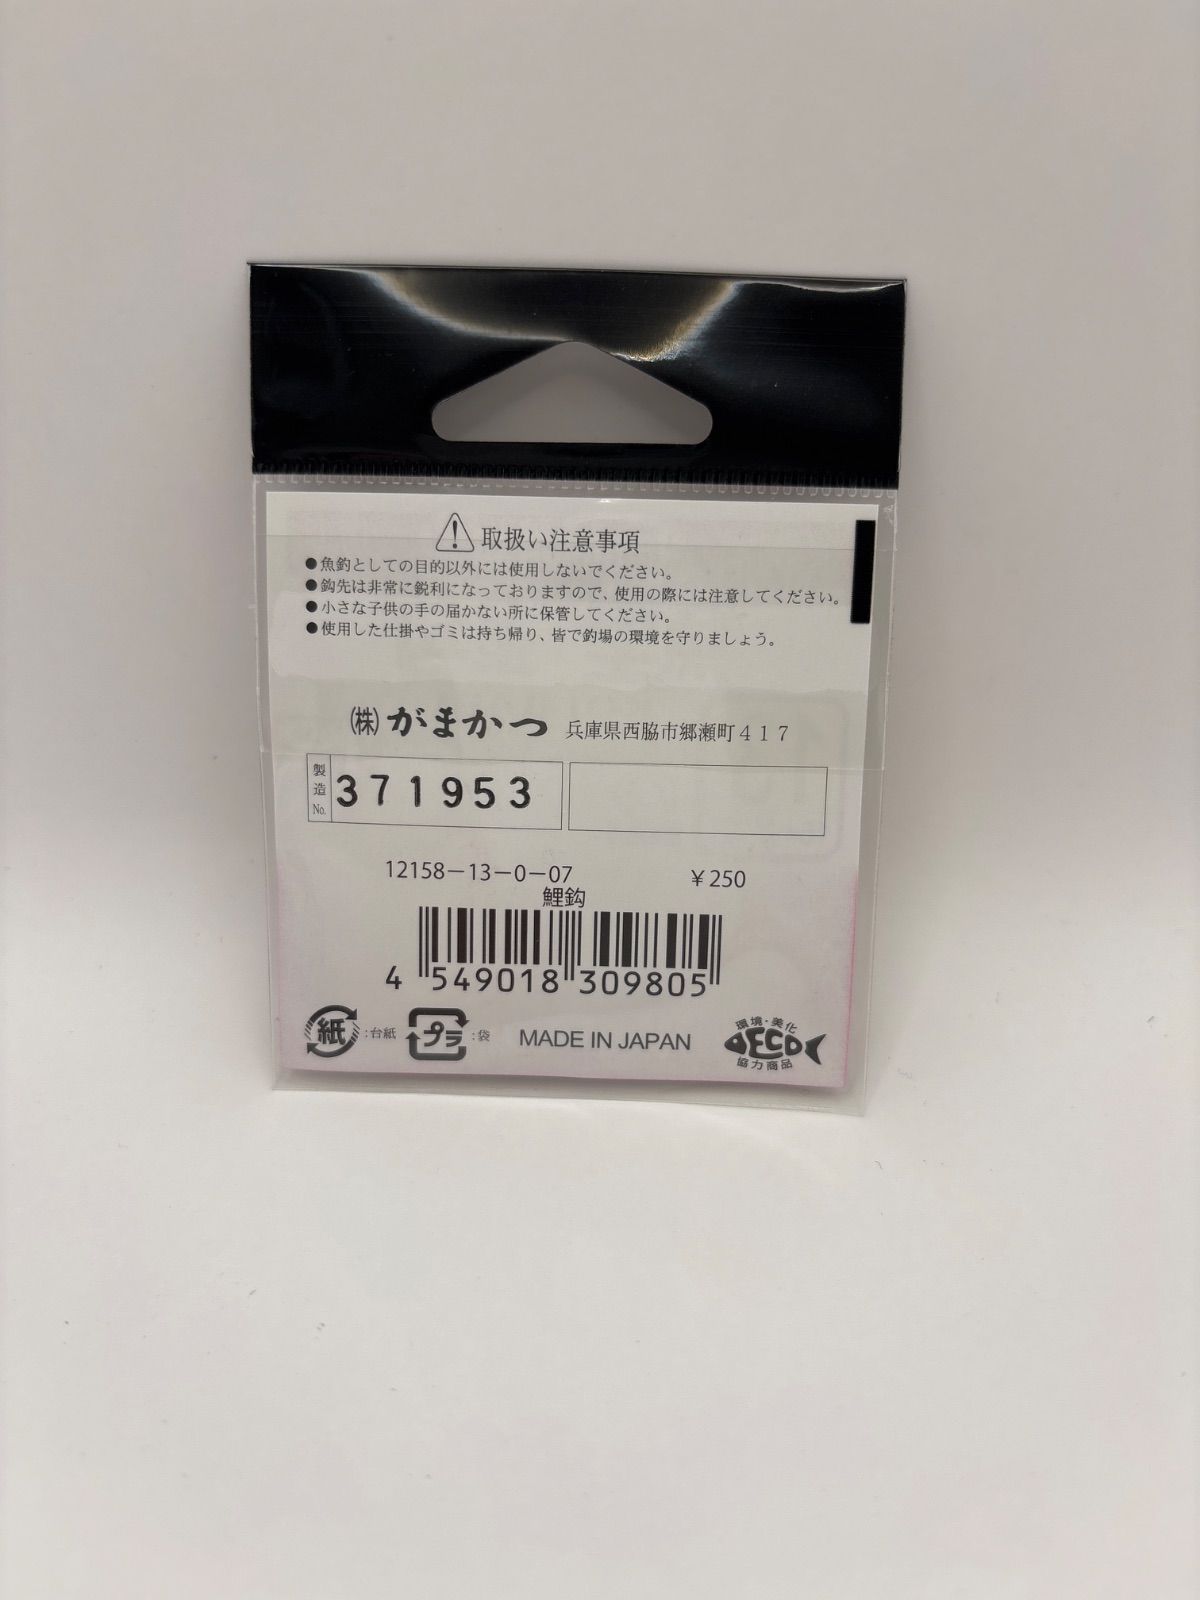 取扱い注意事項
●魚釣としての目的以外には使用しないでください。
●鈎先は非常に鋭利になっておりますので、使用の際には注意してください。
●小さな子供の手の届かない所に保管してください。
●使用した仕掛やゴミは持ち帰り、皆で釣場の環境を守りましょう。
㈱がまかつ 兵庫県西脇市郷瀬町417
製造No. 371953
12158-13-0-07 ¥250
鯉鈎
4 549018 309805
紙 :台紙 プラ :袋 MADE IN JAPAN
環境・美化
ECO
協力商品